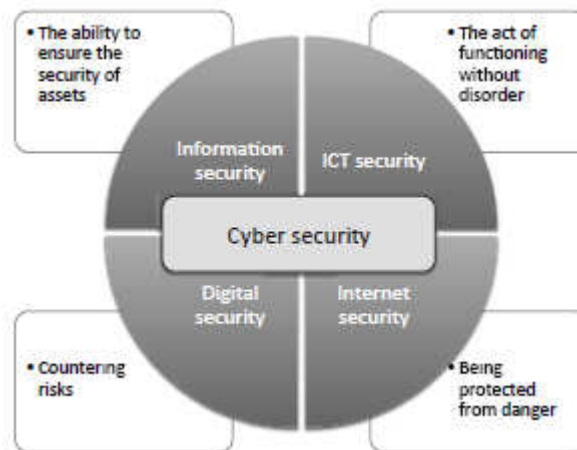 • The ability to
ensure the
security of
assets
• The act of
functioning
without
disorder
Information
security
ICT security
Cyber security
Digital
security
Internet
security
• Countering
risks
• Being
protected
from danger